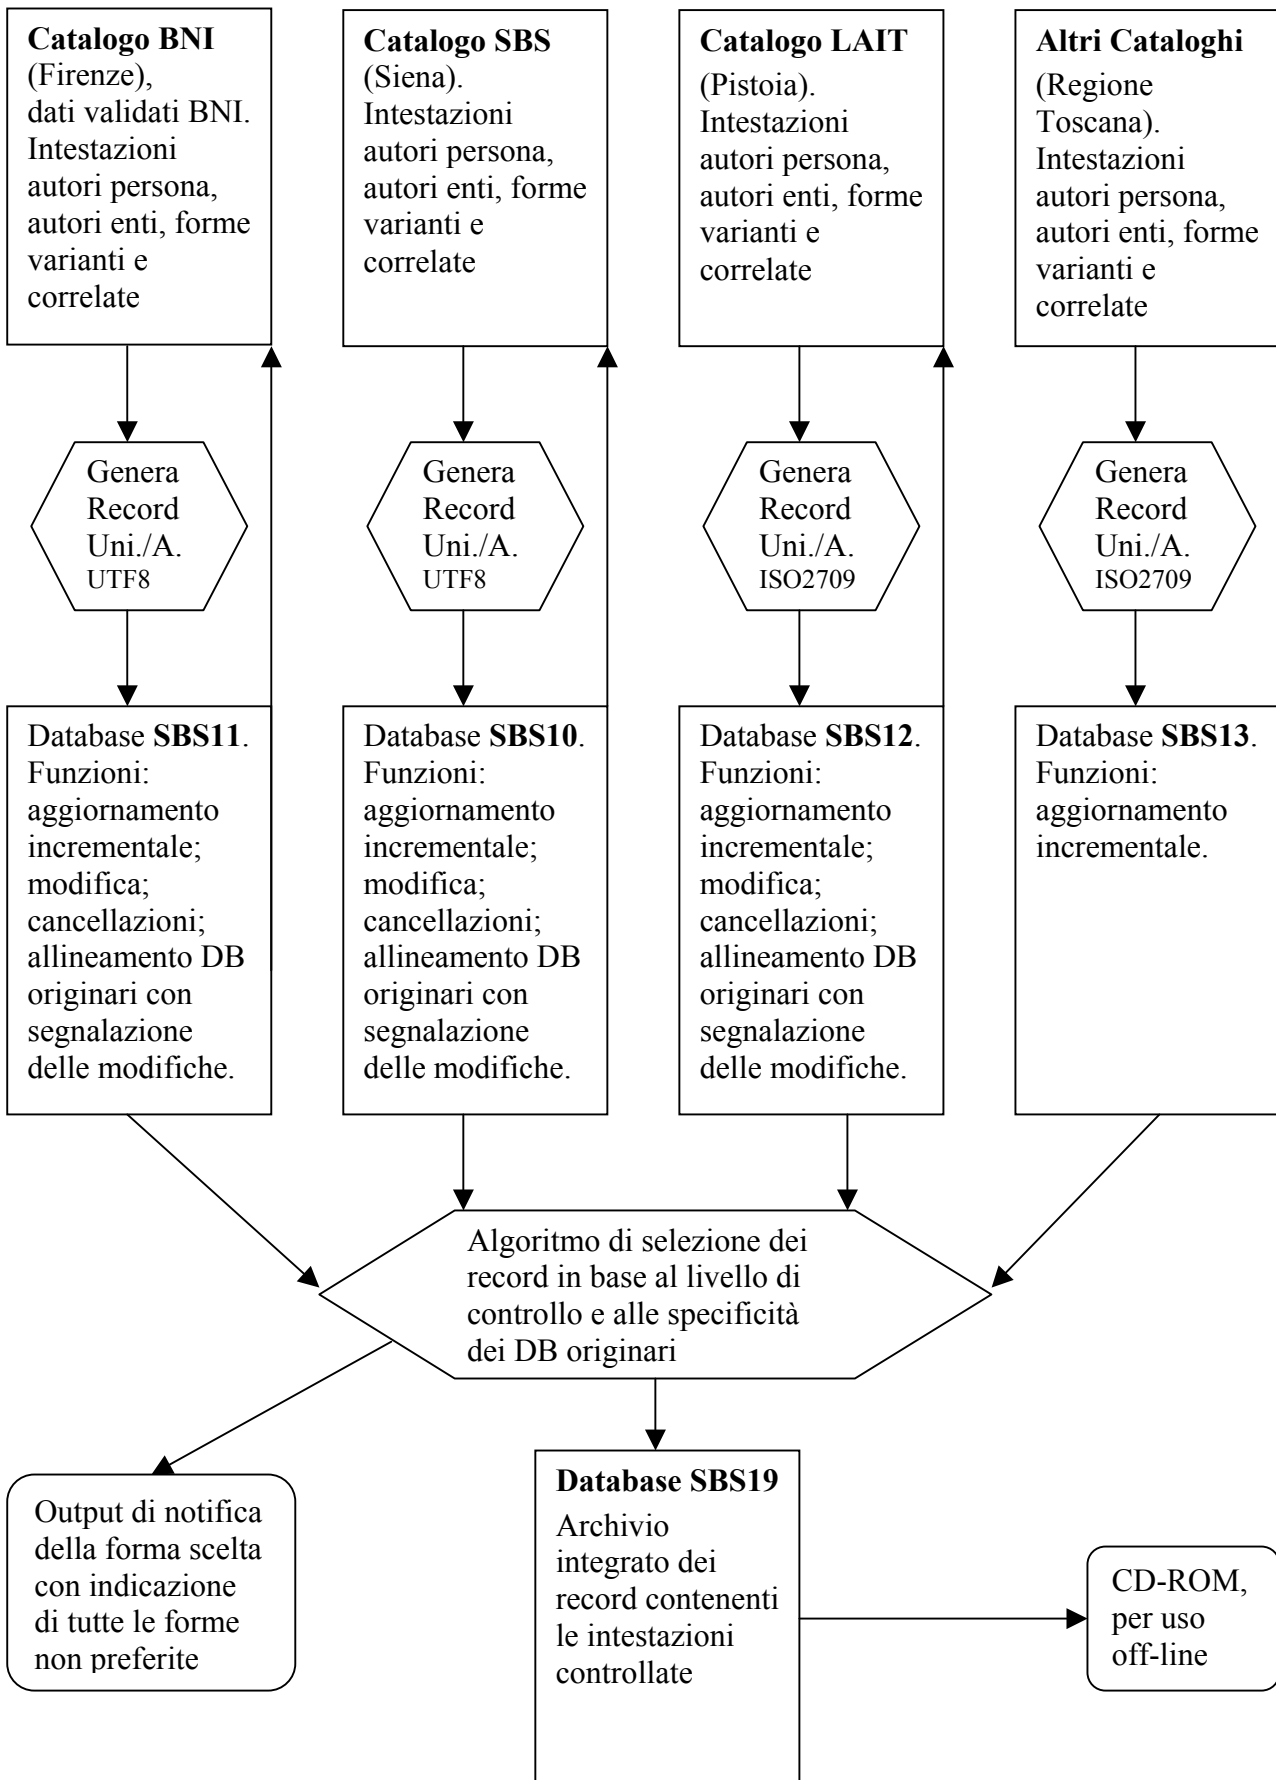 Catalogo BNI
(Firenze),
dati validati BNI.
Intestazioni
autori persona,
autori enti, forme
varianti e
correlate
Catalogo SBS
(Siena).
Intestazioni
autori persona,
autori enti, forme
varianti e
correlate
Catalogo LAIT
(Pistoia).
Intestazioni
autori persona,
autori enti, forme
varianti e
correlate
Altri Cataloghi
(Regione
Toscana).
Intestazioni
autori persona,
autori enti, forme
varianti e
correlate
Genera
Record
Uni./A.
UTF8
Genera
Record
Uni./A.
UTF8
Genera
Record
Uni./A.
ISO2709
Genera
Record
Uni./A.
ISO2709
Database SBS11.
Funzioni:
aggiornamento
incrementale;
modifica;
cancellazioni;
allineamento DB
originari con
segnalazione
delle modifiche.
Database SBS10.
Funzioni:
aggiornamento
incrementale;
modifica;
cancellazioni;
allineamento DB
originari con
segnalazione
delle modifiche.
Database SBS12.
Funzioni:
aggiornamento
incrementale;
modifica;
cancellazioni;
allineamento DB
originari con
segnalazione
delle modifiche.
Database SBS13.
Funzioni:
aggiornamento
incrementale.
Algoritmo di selezione dei
record in base al livello di
controllo e alle specificità
dei DB originari
Output di notifica
della forma scelta
con indicazione
di tutte le forme
non preferite
Database SBS19
Archivio
integrato dei
record contenenti
le intestazioni
controllate
CD-ROM,
per uso
off-line